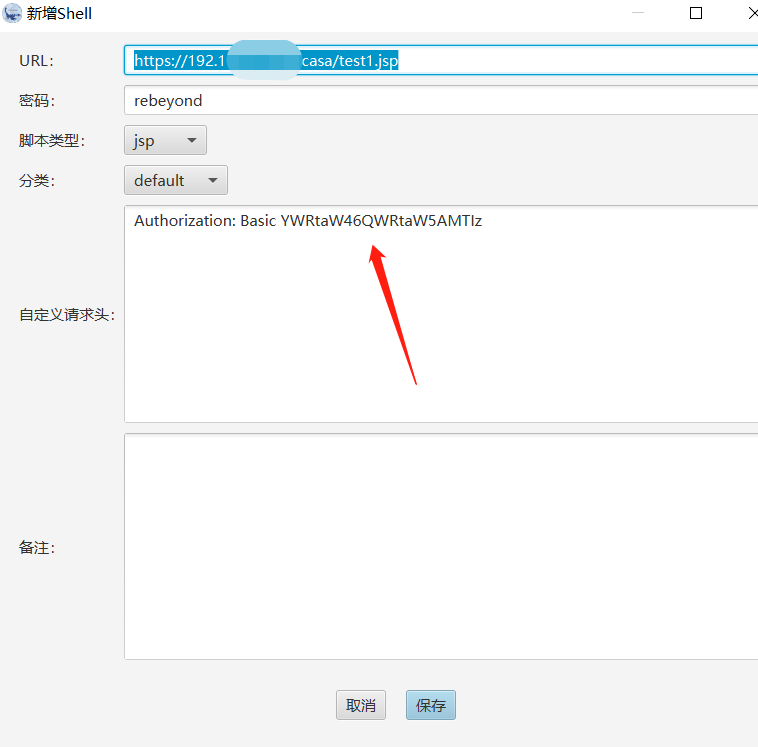 新增Shell
URL:
https://192.1 casa/test1.jsp
密码:
rebeyond
脚本类型:
jsp
分类:
default
自定义请求头:
Authorization: Basic YWRtaW46QWRtaW5AMTIz
备注:
取消
保存